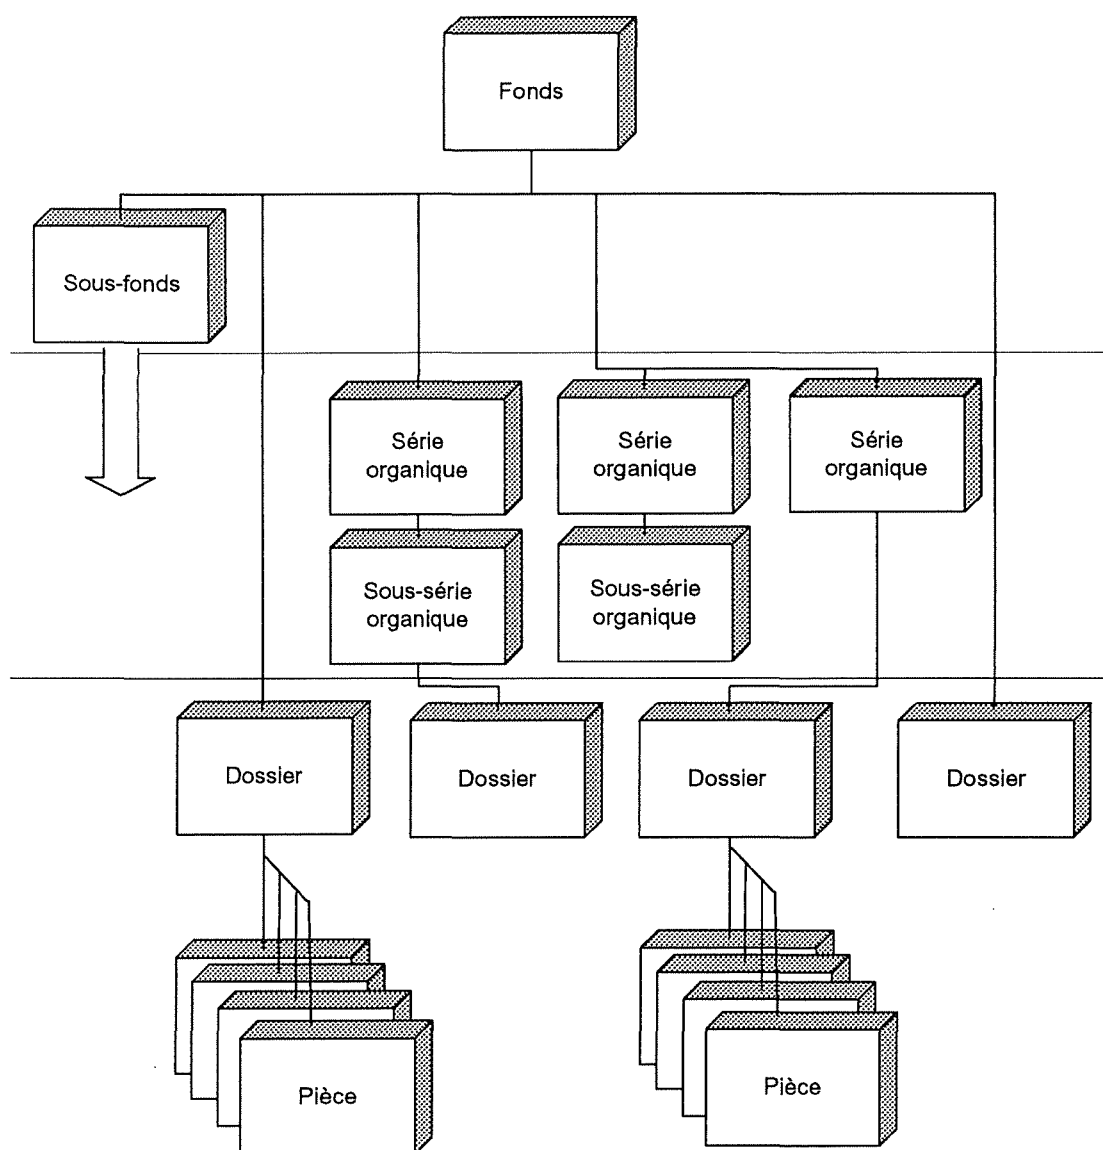 Fonds
Sous-fonds
Série
organique
Série
organique
Série
organique
Sous-série
organique
Sous-série
organique
Dossier
Dossier
Dossier
Dossier
Pièce
Pièce